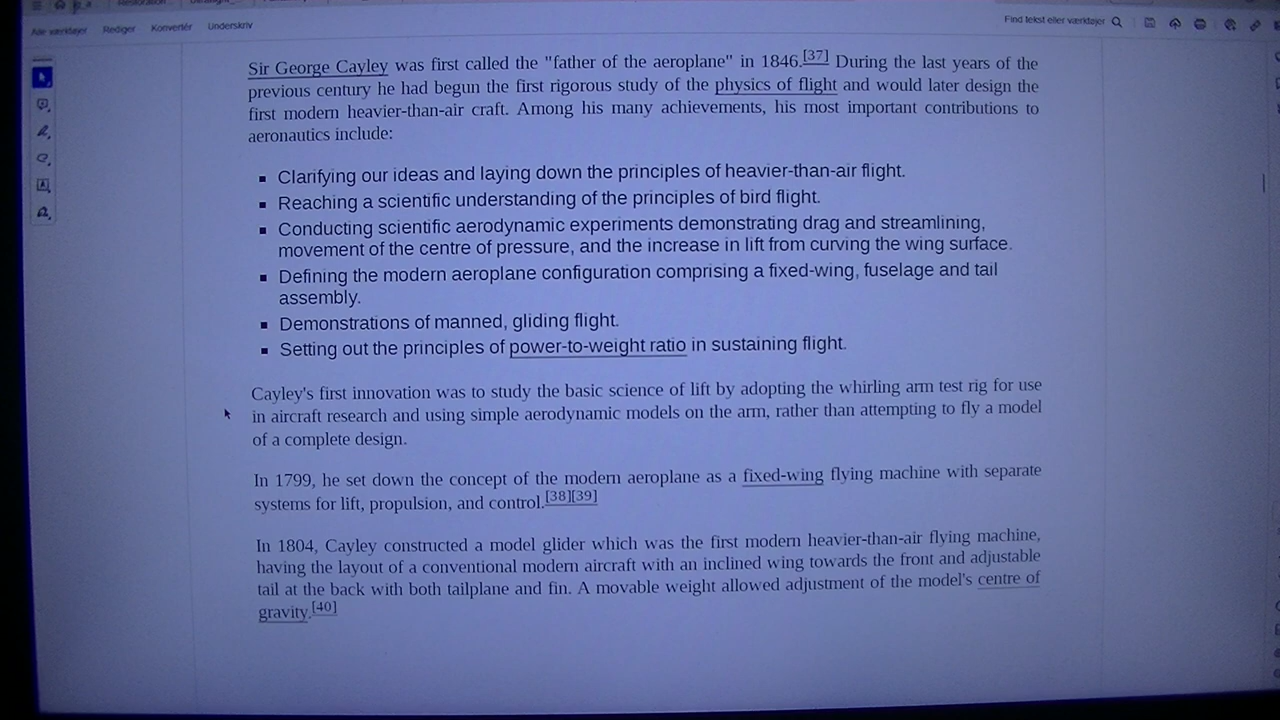 Alle værktøjer Rediger Konvertér Underskriv
Find tekst eller værktøjer
Sir George Cayley was first called the "father of the aeroplane" in 1846.[37] During the last years of the
previous century he had begun the first rigorous study of the physics of flight and would later design the
first modern heavier-than-air craft. Among his many achievements, his most important contributions to
aeronautics include:
▪ Clarifying our ideas and laying down the principles of heavier-than-air flight.
▪ Reaching a scientific understanding of the principles of bird flight.
▪ Conducting scientific aerodynamic experiments demonstrating drag and streamlining,
movement of the centre of pressure, and the increase in lift from curving the wing surface.
▪ Defining the modern aeroplane configuration comprising a fixed-wing, fuselage and tail
assembly.
▪ Demonstrations of manned, gliding flight.
▪ Setting out the principles of power-to-weight ratio in sustaining flight.
Cayley's first innovation was to study the basic science of lift by adopting the whirling arm test rig for use
in aircraft research and using simple aerodynamic models on the arm, rather than attempting to fly a model
of a complete design.
In 1799, he set down the concept of the modern aeroplane as a fixed-wing flying machine with separate
systems for lift, propulsion, and control.[38][39]
In 1804, Cayley constructed a model glider which was the first modern heavier-than-air flying machine,
having the layout of a conventional modern aircraft with an inclined wing towards the front and adjustable
tail at the back with both tailplane and fin. A movable weight allowed adjustment of the model's centre of
gravity.[40]